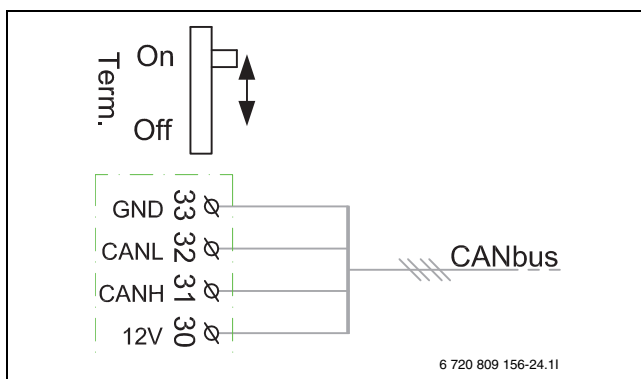 On
Term.
Off
GND 33
CANL 32
CANH 31
12V 30
CANbus
6 720 809 156-24.1I